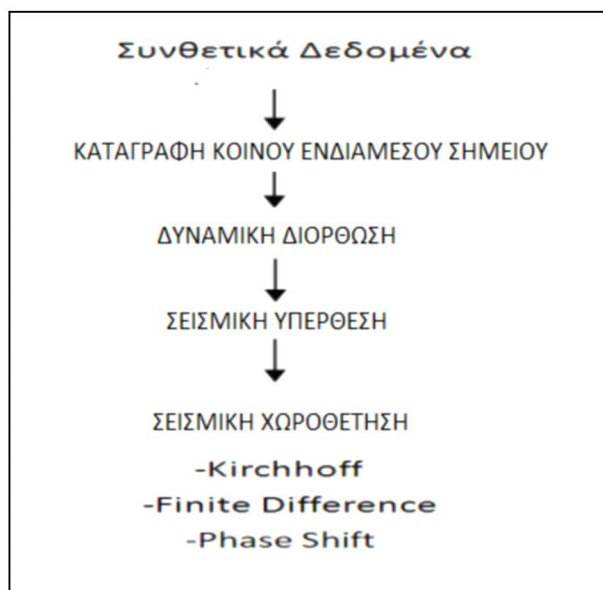 Συνθετικά Δεδομένα
ΚΑΤΑΓΡΑΦΗ ΚΟΙΝΟΥ ΕΝΔΙΑΜΕΣΟΥ ΣΗΜΕΙΟΥ
ΔΥΝΑΜΙΚΗ ΔΙΟΡΘΩΣΗ
ΣΕΙΣΜΙΚΗ ΥΠΕΡΘΕΣΗ
ΣΕΙΣΜΙΚΗ ΧΩΡΟΘΕΤΗΣΗ
-Kirchhoff
-Finite Difference
-Phase Shift